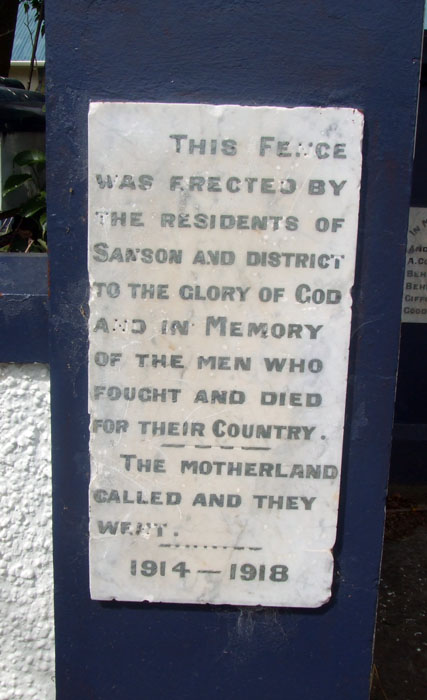 THIS FENCE
WAS ERECTED BY
THE RESIDENTS OF
SANSON AND DISTRICT
TO THE GLORY OF GOD
AND IN MEMORY
OF THE MEN WHO
FOUGHT AND DIED
FOR THEIR COUNTRY.
THE MOTHERLAND
CALLED AND THEY
WENT.
1914 — 1918
IN